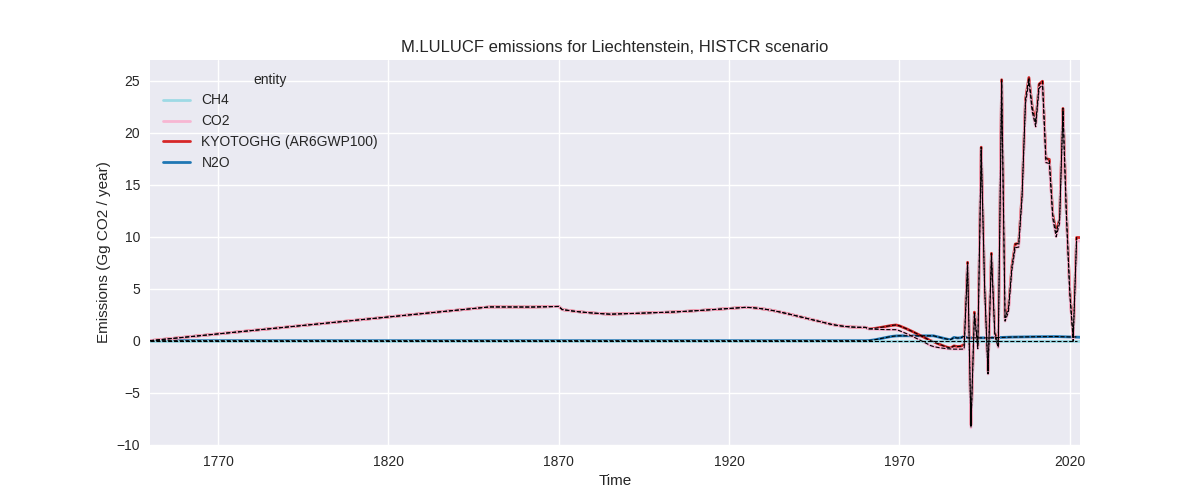 M.LULUCF emissions for Liechtenstein, HISTCR scenario
entity
CH4
CO2
KYOTOGHG (AR6GWP100)
N2O
Emissions (Gg CO2 / year)
25
20
15
10
5
0
−5
−10
1770
1820
1870
1920
1970
2020
Time